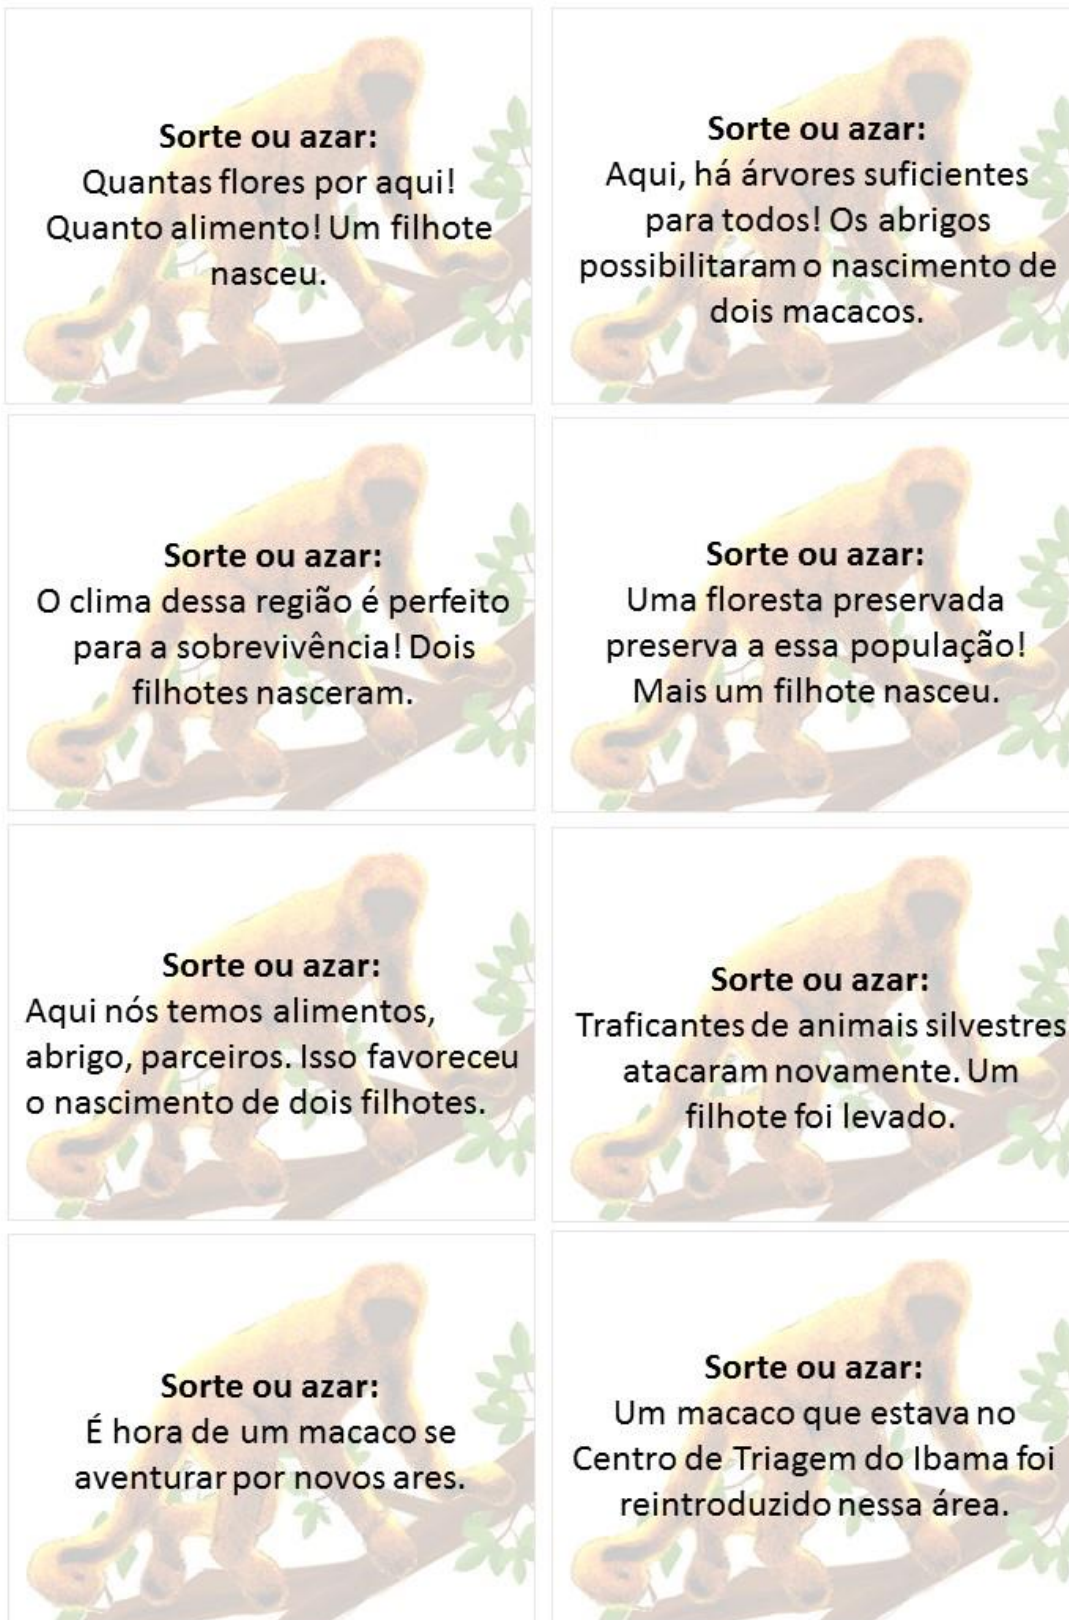 Sorte ou azar:
Quantas flores por aqui!
Quanto alimento! Um filhote
nasceu.
Sorte ou azar:
Aqui, há árvores suficientes
para todos! Os abrigos
possibilitaram o nascimento de
dois macacos.
Sorte ou azar:
O clima dessa região é perfeito
para a sobrevivência! Dois
filhotes nasceram.
Sorte ou azar:
Uma floresta preservada
preserva a essa população!
Mais um filhote nasceu.
Sorte ou azar:
Aqui nós temos alimentos,
abrigo, parceiros. Isso favoreceu
o nascimento de dois filhotes.
Sorte ou azar:
Traficantes de animais silvestres
atacaram novamente. Um
filhote foi levado.
Sorte ou azar:
É hora de um macaco se
aventurar por novos ares.
Sorte ou azar:
Um macaco que estava no
Centro de Triagem do Ibama foi
reintroduzido nessa área.